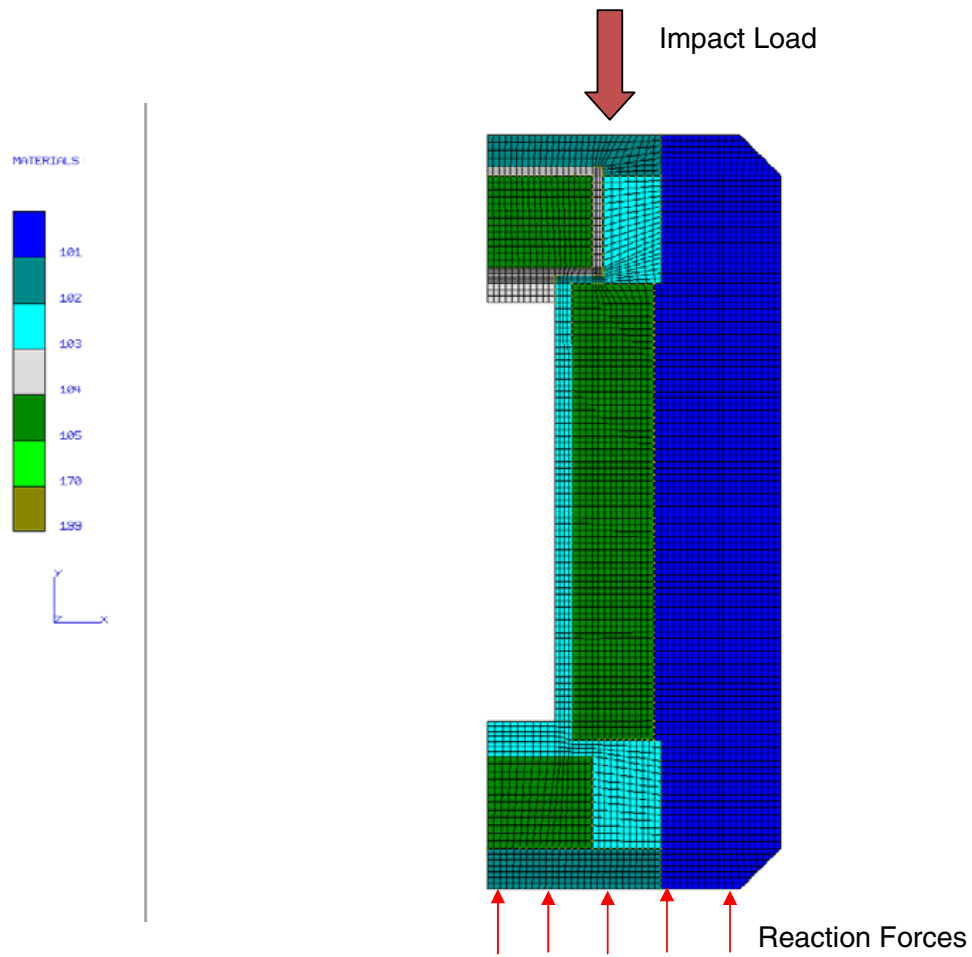 Impact Load
MATERIALS
101
102
103
104
105
170
199
Y
Z X
Reaction Forces